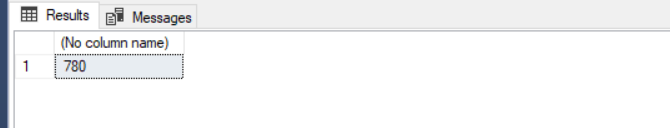 Results Messages
(No column name)
1 780